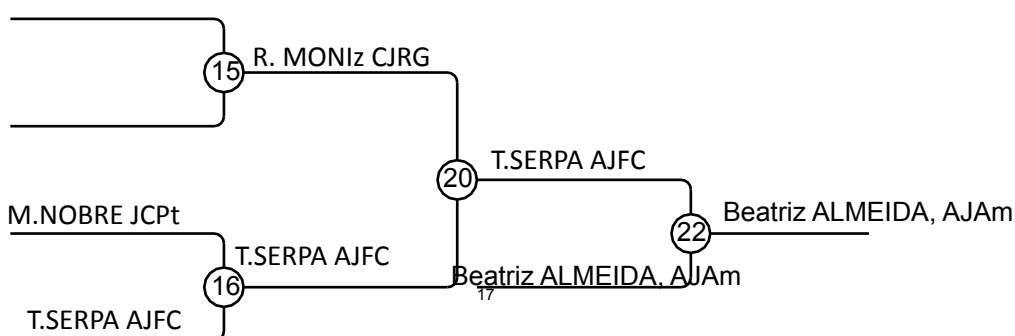 R. MONIz CJRG
15
T.SERPA AJFC
20
M.NOBRE JCPt
Beatriz ALMEIDA, AJAm
22
T.SERPA AJFC
16
Beatriz ALMEIDA, AJAm
17
T.SERPA AJFC